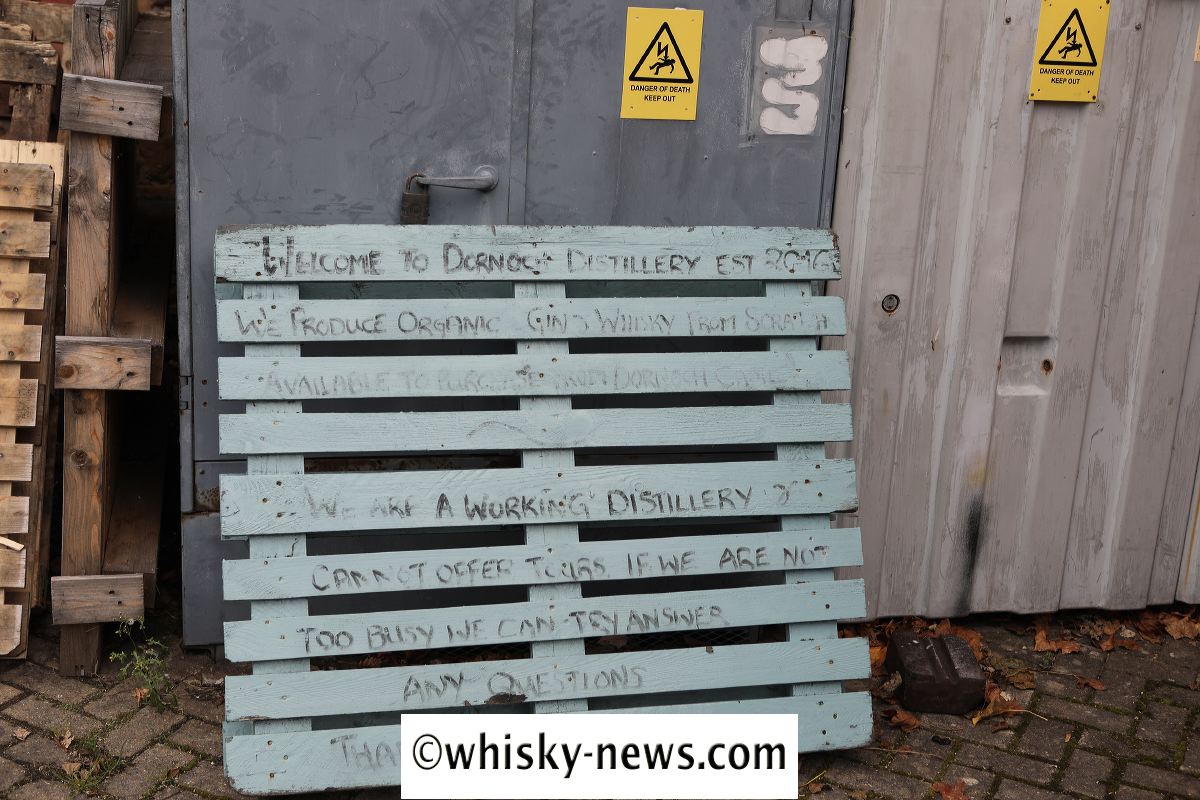 DANGER OF DEATH
KEEP OUT
DANGER OF DEATH
KEEP OUT
WELCOME TO DORNOCH DISTILLERY EST 2016
WE PRODUCE ORGANIC GIN & WHISKY FROM SCRATCH
AVAILABLE TO PURCHASE FROM DORNOCH CASTLE
WE ARE A WORKING DISTILLERY &
CANNOT OFFER TOURS. IF WE ARE NOT
TOO BUSY WE CAN TRY ANSWER
ANY QUESTIONS
©whisky-news.com